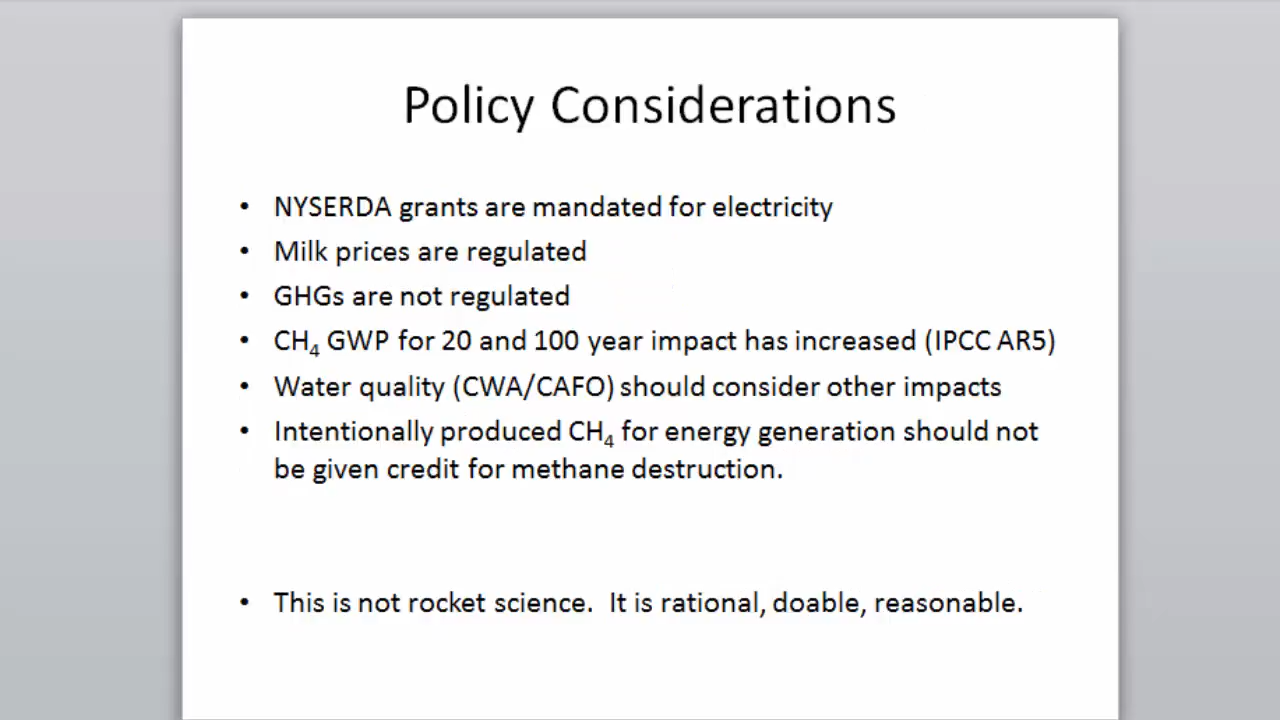 Policy Considerations
• NYSERDA grants are mandated for electricity
• Milk prices are regulated
• GHGs are not regulated
• CH₄ GWP for 20 and 100 year impact has increased (IPCC AR5)
• Water quality (CWA/CAFO) should consider other impacts
• Intentionally produced CH₄ for energy generation should not
be given credit for methane destruction.
• This is not rocket science.  It is rational, doable, reasonable.